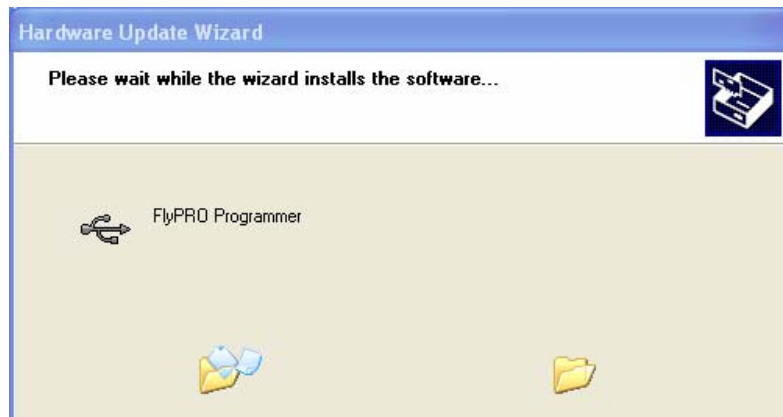 Hardware Update Wizard
Please wait while the wizard installs the software...
FlyPRO Programmer